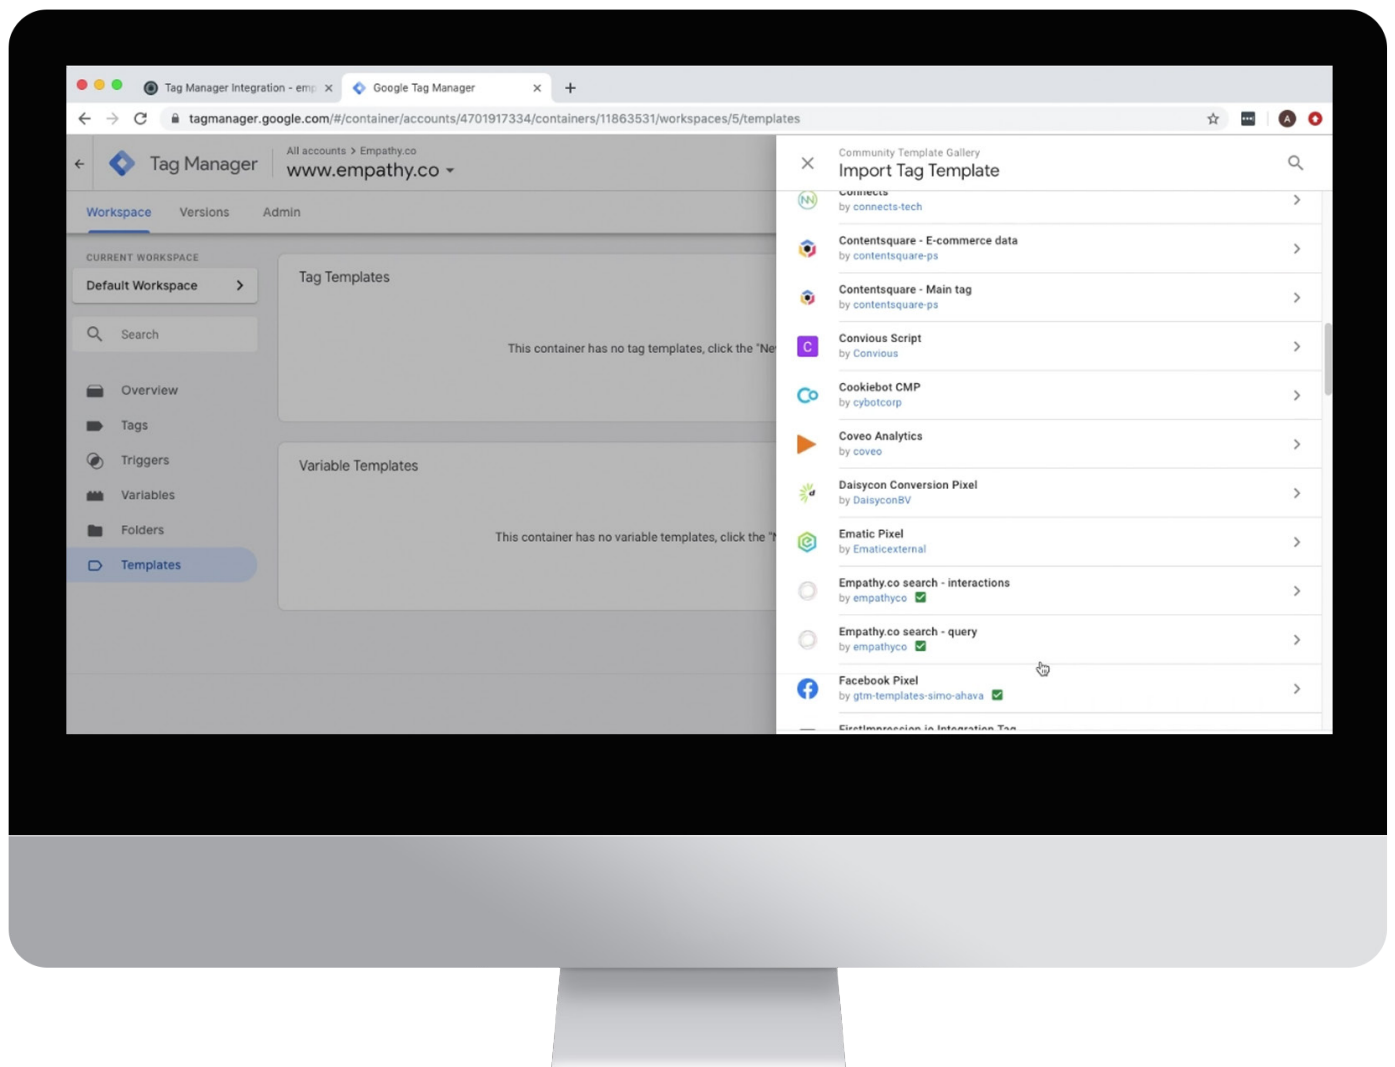 Tag Manager Integration - emp
Google Tag Manager
tagmanager.google.com/#/container/accounts/4701917334/containers/11863531/workspaces/5/templates
A
Tag Manager
All accounts > Empathy.co
www.empathy.co
Workspace Versions Admin
CURRENT WORKSPACE
Default Workspace
Search
Overview
Tags
Triggers
Variables
Folders
Templates
Tag Templates
This container has no tag templates, click the "Ne
Variable Templates
This container has no variable templates, click the "
Community Template Gallery
Import Tag Template
Connects
by connects-tech
Contentsquare - E-commerce data
by contentsquare-ps
Contentsquare - Main tag
by contentsquare-ps
C
Convious Script
by Convious
Cookiebot CMP
by cybotcorp
Coveo Analytics
by coveo
Daisycon Conversion Pixel
by DaisyconBV
Ematic Pixel
by Ematicexternal
Empathy.co search - interactions
by empathyco
Empathy.co search - query
by empathyco
Facebook Pixel
by gtm-templates-simo-ahava
FirstImpression.io Integration Tag